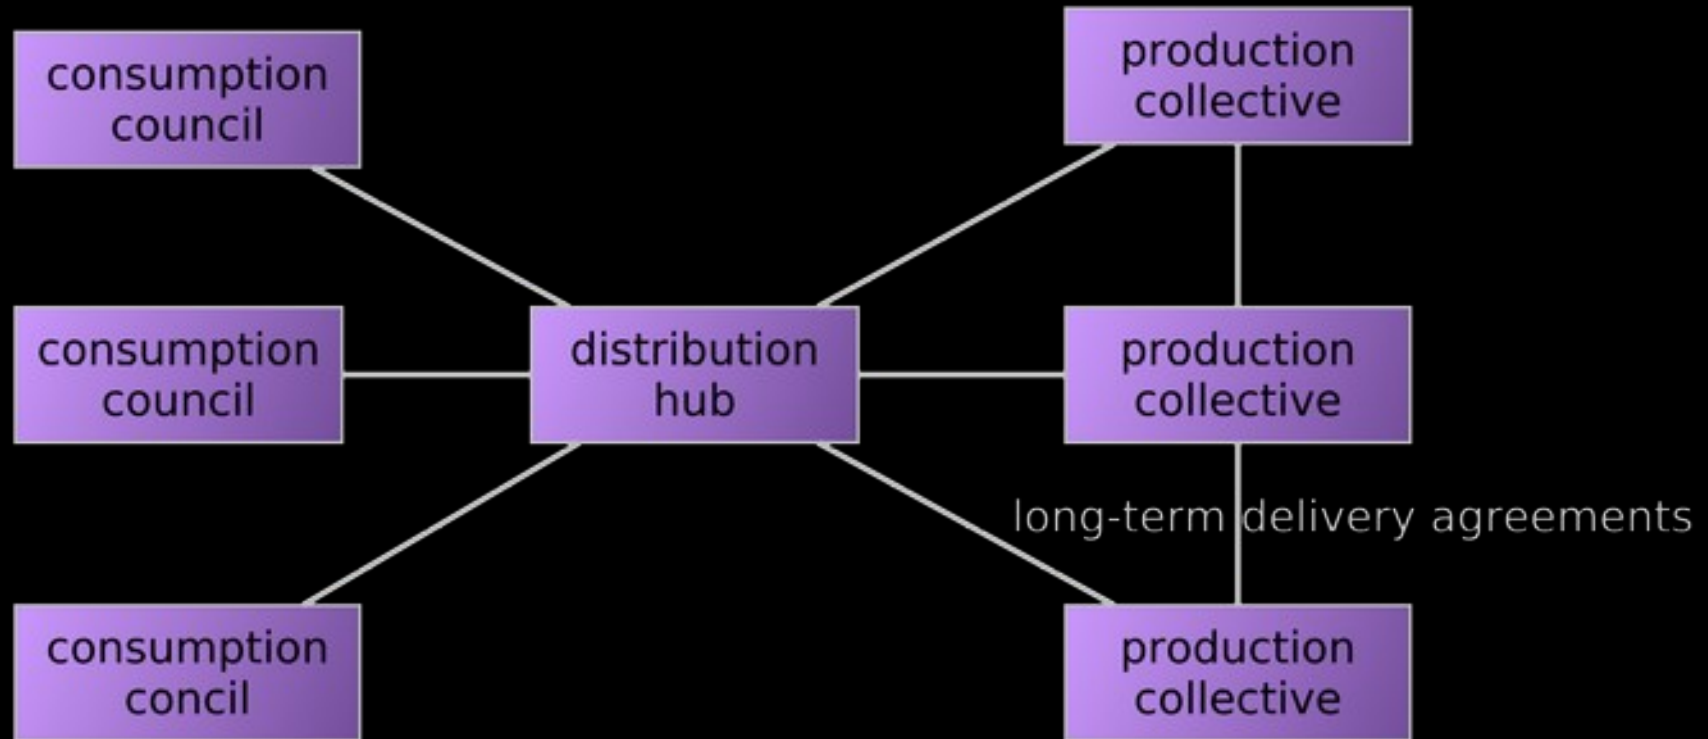 consumption
council
production
collective
consumption
council
distribution
hub
production
collective
long-term delivery agreements
consumption
concil
production
collective